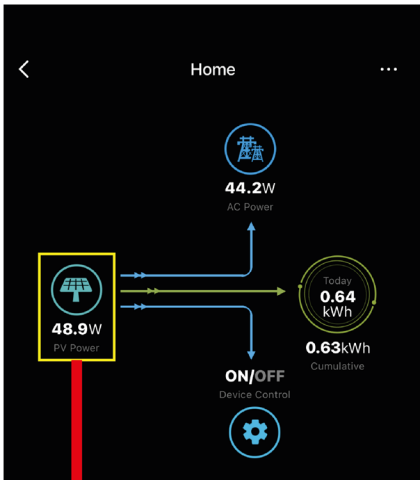 Home
44.2W
AC Power
48.9W
PV Power
Today
0.64
kWh
0.63kWh
Cumulative
ON/OFF
Device Control